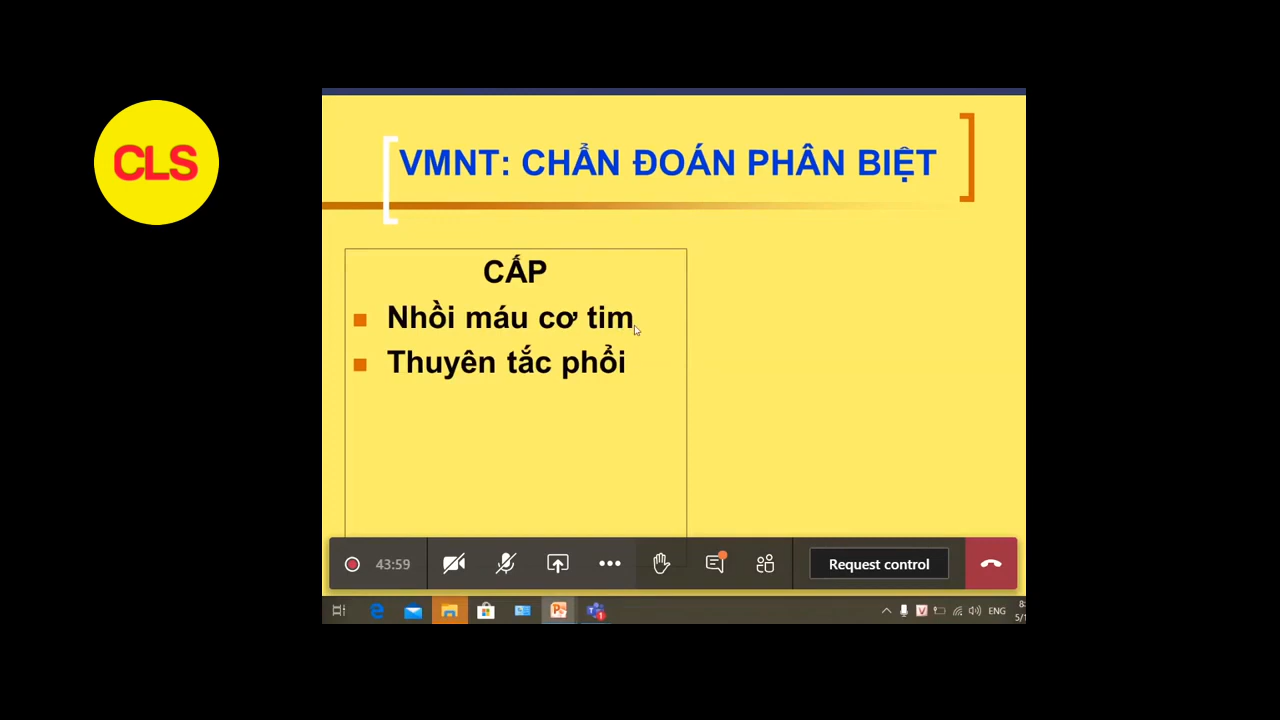 CLS
VMNT: CHẨN ĐOÁN PHÂN BIỆT
CẤP
Nhồi máu cơ tim
Thuyên tắc phổi
43:59
Request control
ENG